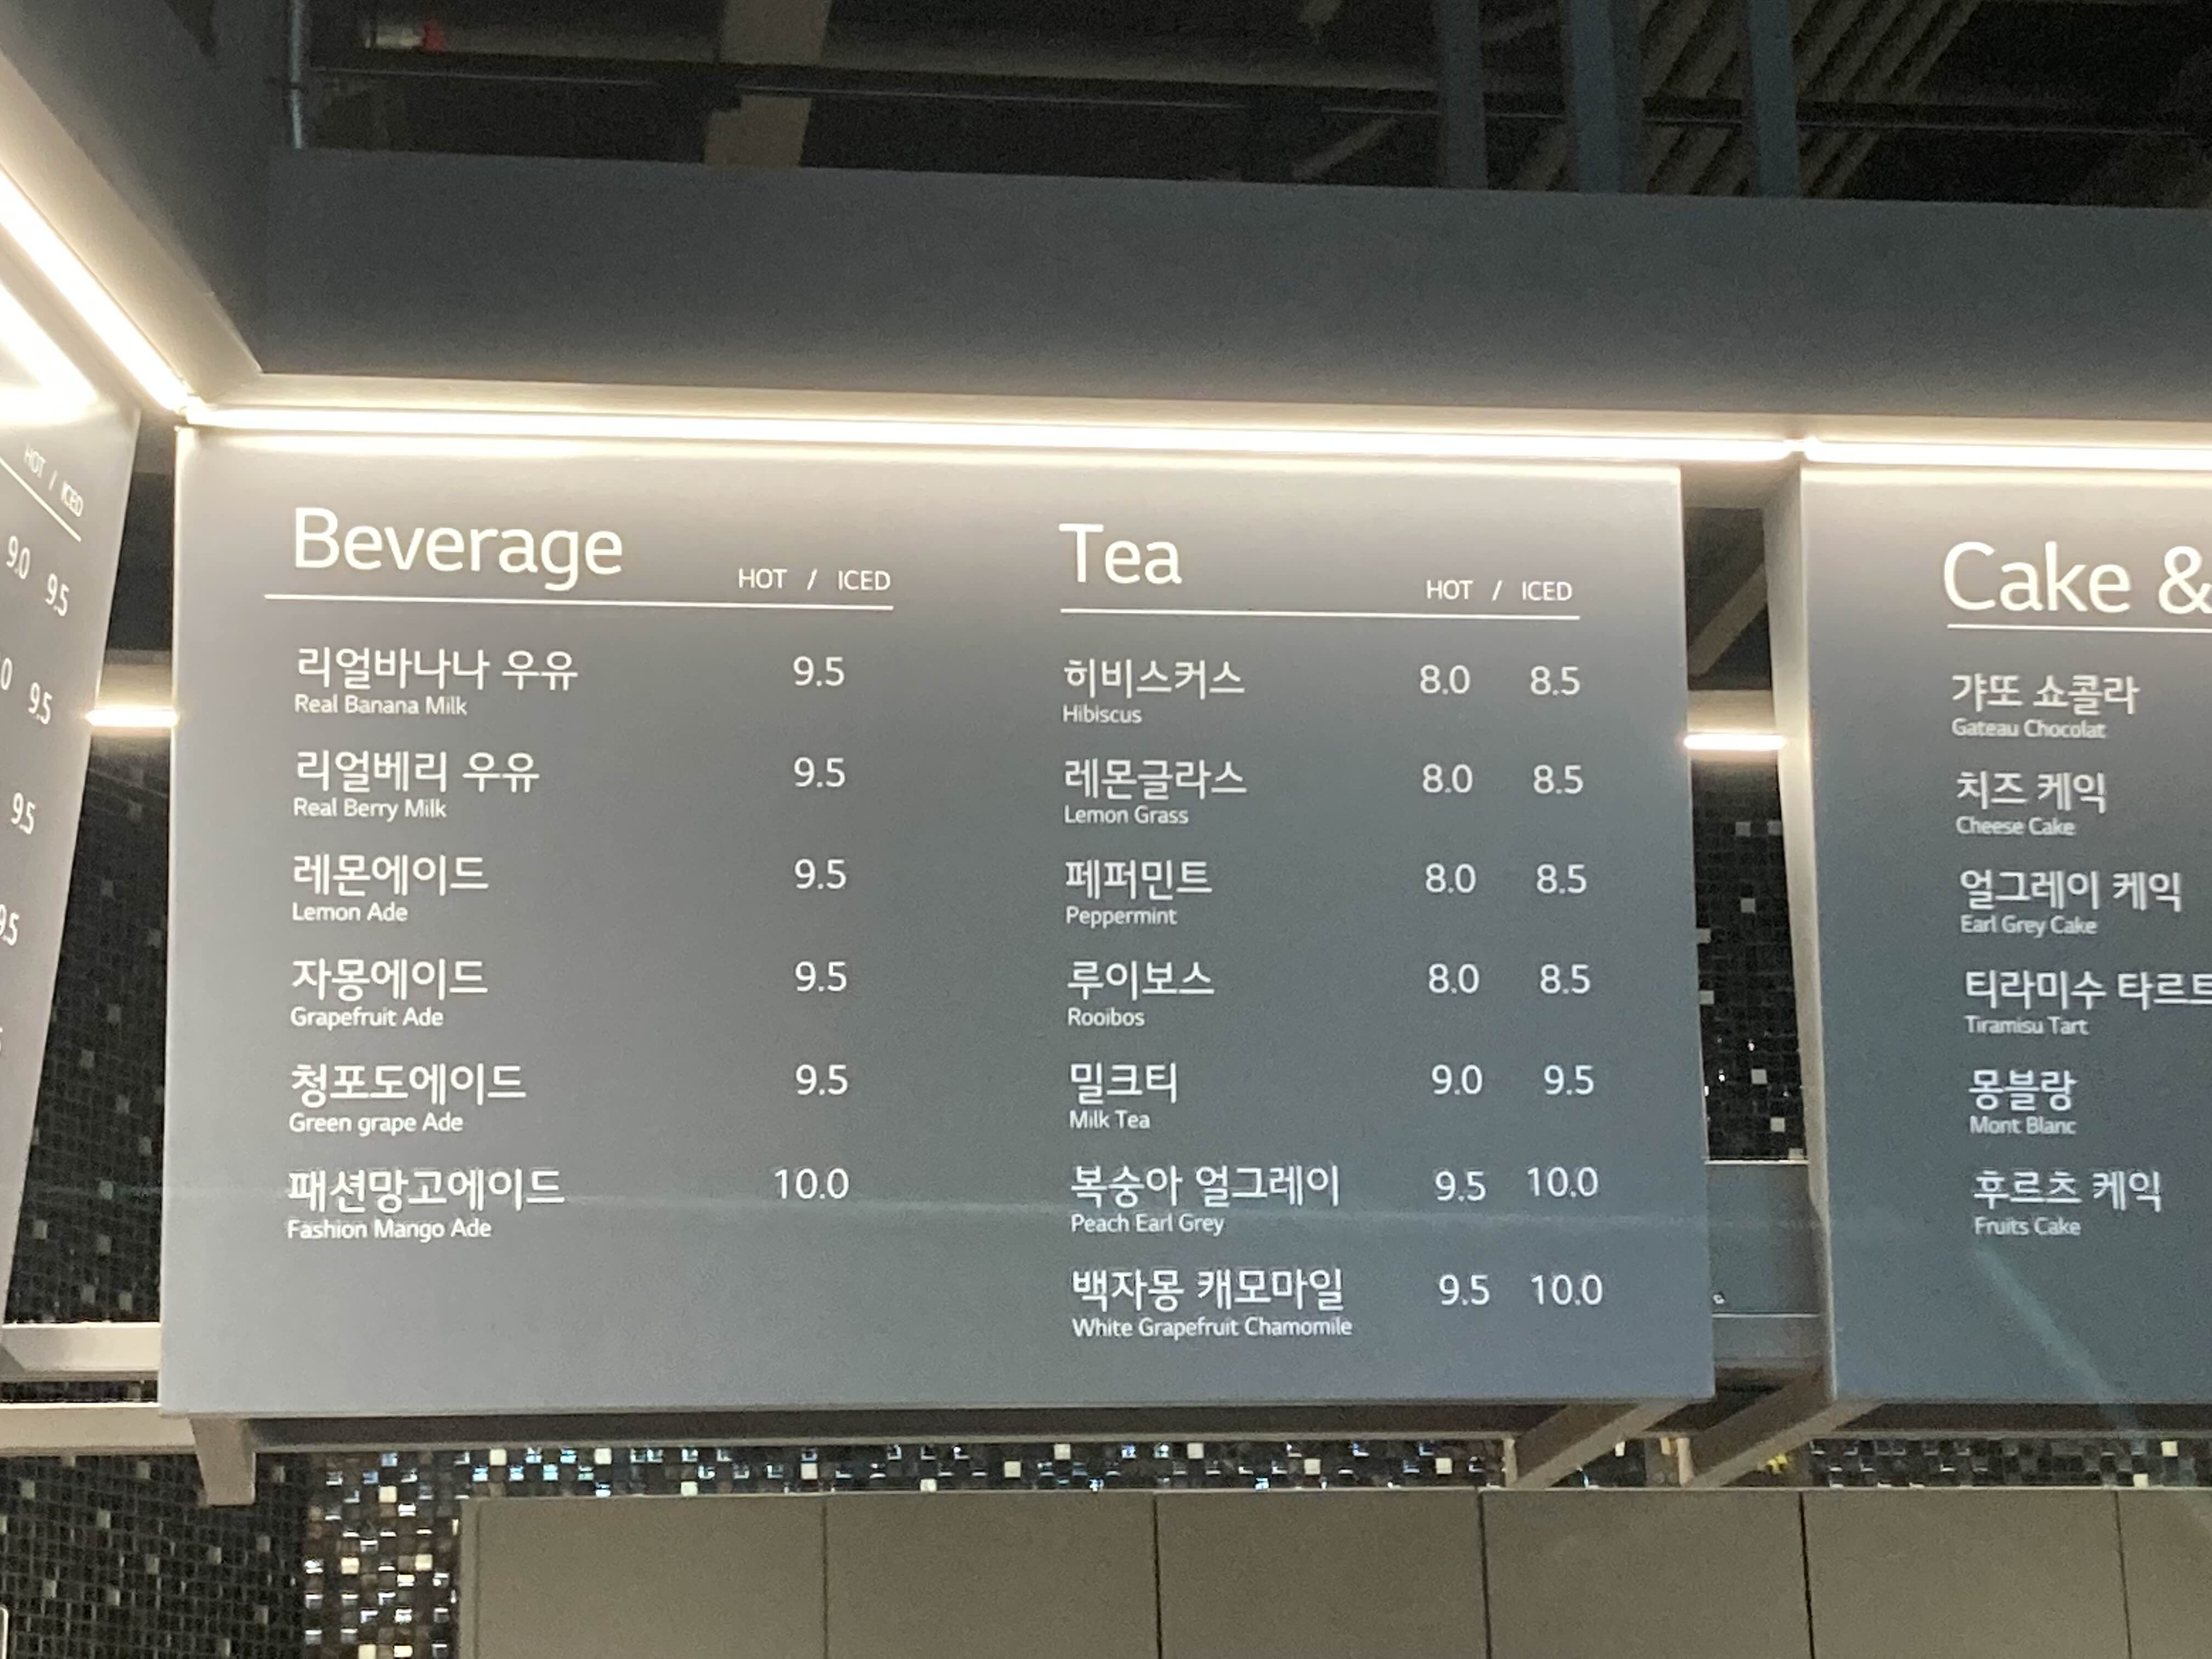 HOT / ICED
9.0 9.5
9.5
9.5
9.5
Beverage HOT / ICED
리얼바나나 우유 9.5
Real Banana Milk
리얼베리 우유 9.5
Real Berry Milk
레몬에이드 9.5
Lemon Ade
자몽에이드 9.5
Grapefruit Ade
청포도에이드 9.5
Green grape Ade
패션망고에이드 10.0
Fashion Mango Ade
Tea HOT / ICED
히비스커스 8.0 8.5
Hibiscus
레몬글라스 8.0 8.5
Lemon Grass
페퍼민트 8.0 8.5
Peppermint
루이보스 8.0 8.5
Rooibos
밀크티 9.0 9.5
Milk Tea
복숭아 얼그레이 9.5 10.0
Peach Earl Grey
백자몽 캐모마일 9.5 10.0
White Grapefruit Chamomile
Cake &
갸또 쇼콜라
Gateau Chocolat
치즈 케익
Cheese Cake
얼그레이 케익
Earl Grey Cake
티라미수 타르트
Tiramisu Tart
몽블랑
Mont Blanc
후르츠 케익
Fruits Cake